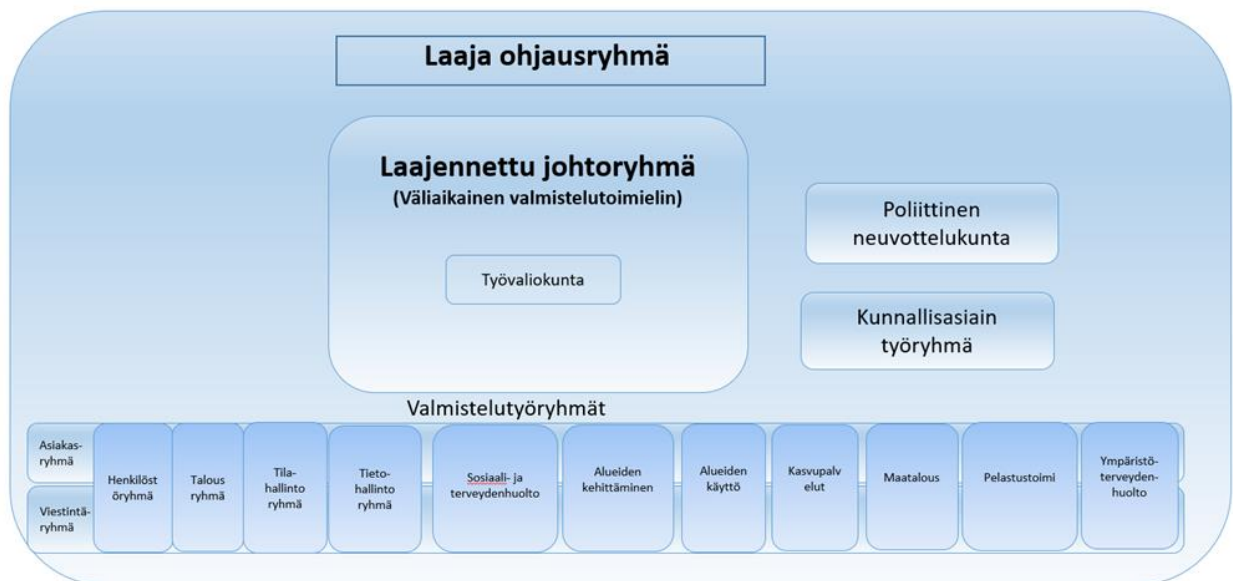 Laaja ohjausryhmä
Laajennettu johtoryhmä
(Väliaikainen valmistelutoimielin)
Työvaliokunta
Poliittinen
neuvottelukunta
Kunnallisasiain
työryhmä
Valmistelutyöryhmät
Asiakas-
ryhmä
Viestintä-
ryhmä
Henkilöst
öryhmä
Talous
ryhmä
Tila-
hallinto
ryhmä
Tieto-
hallinto
ryhmä
Sosiaali- ja
terveydenhuolto
Alueiden
kehittäminen
Alueiden
käyttö
Kasvupalv
elut
Maatalous
Pelastustoimi
Ympäristö-
terveyden-
huolto